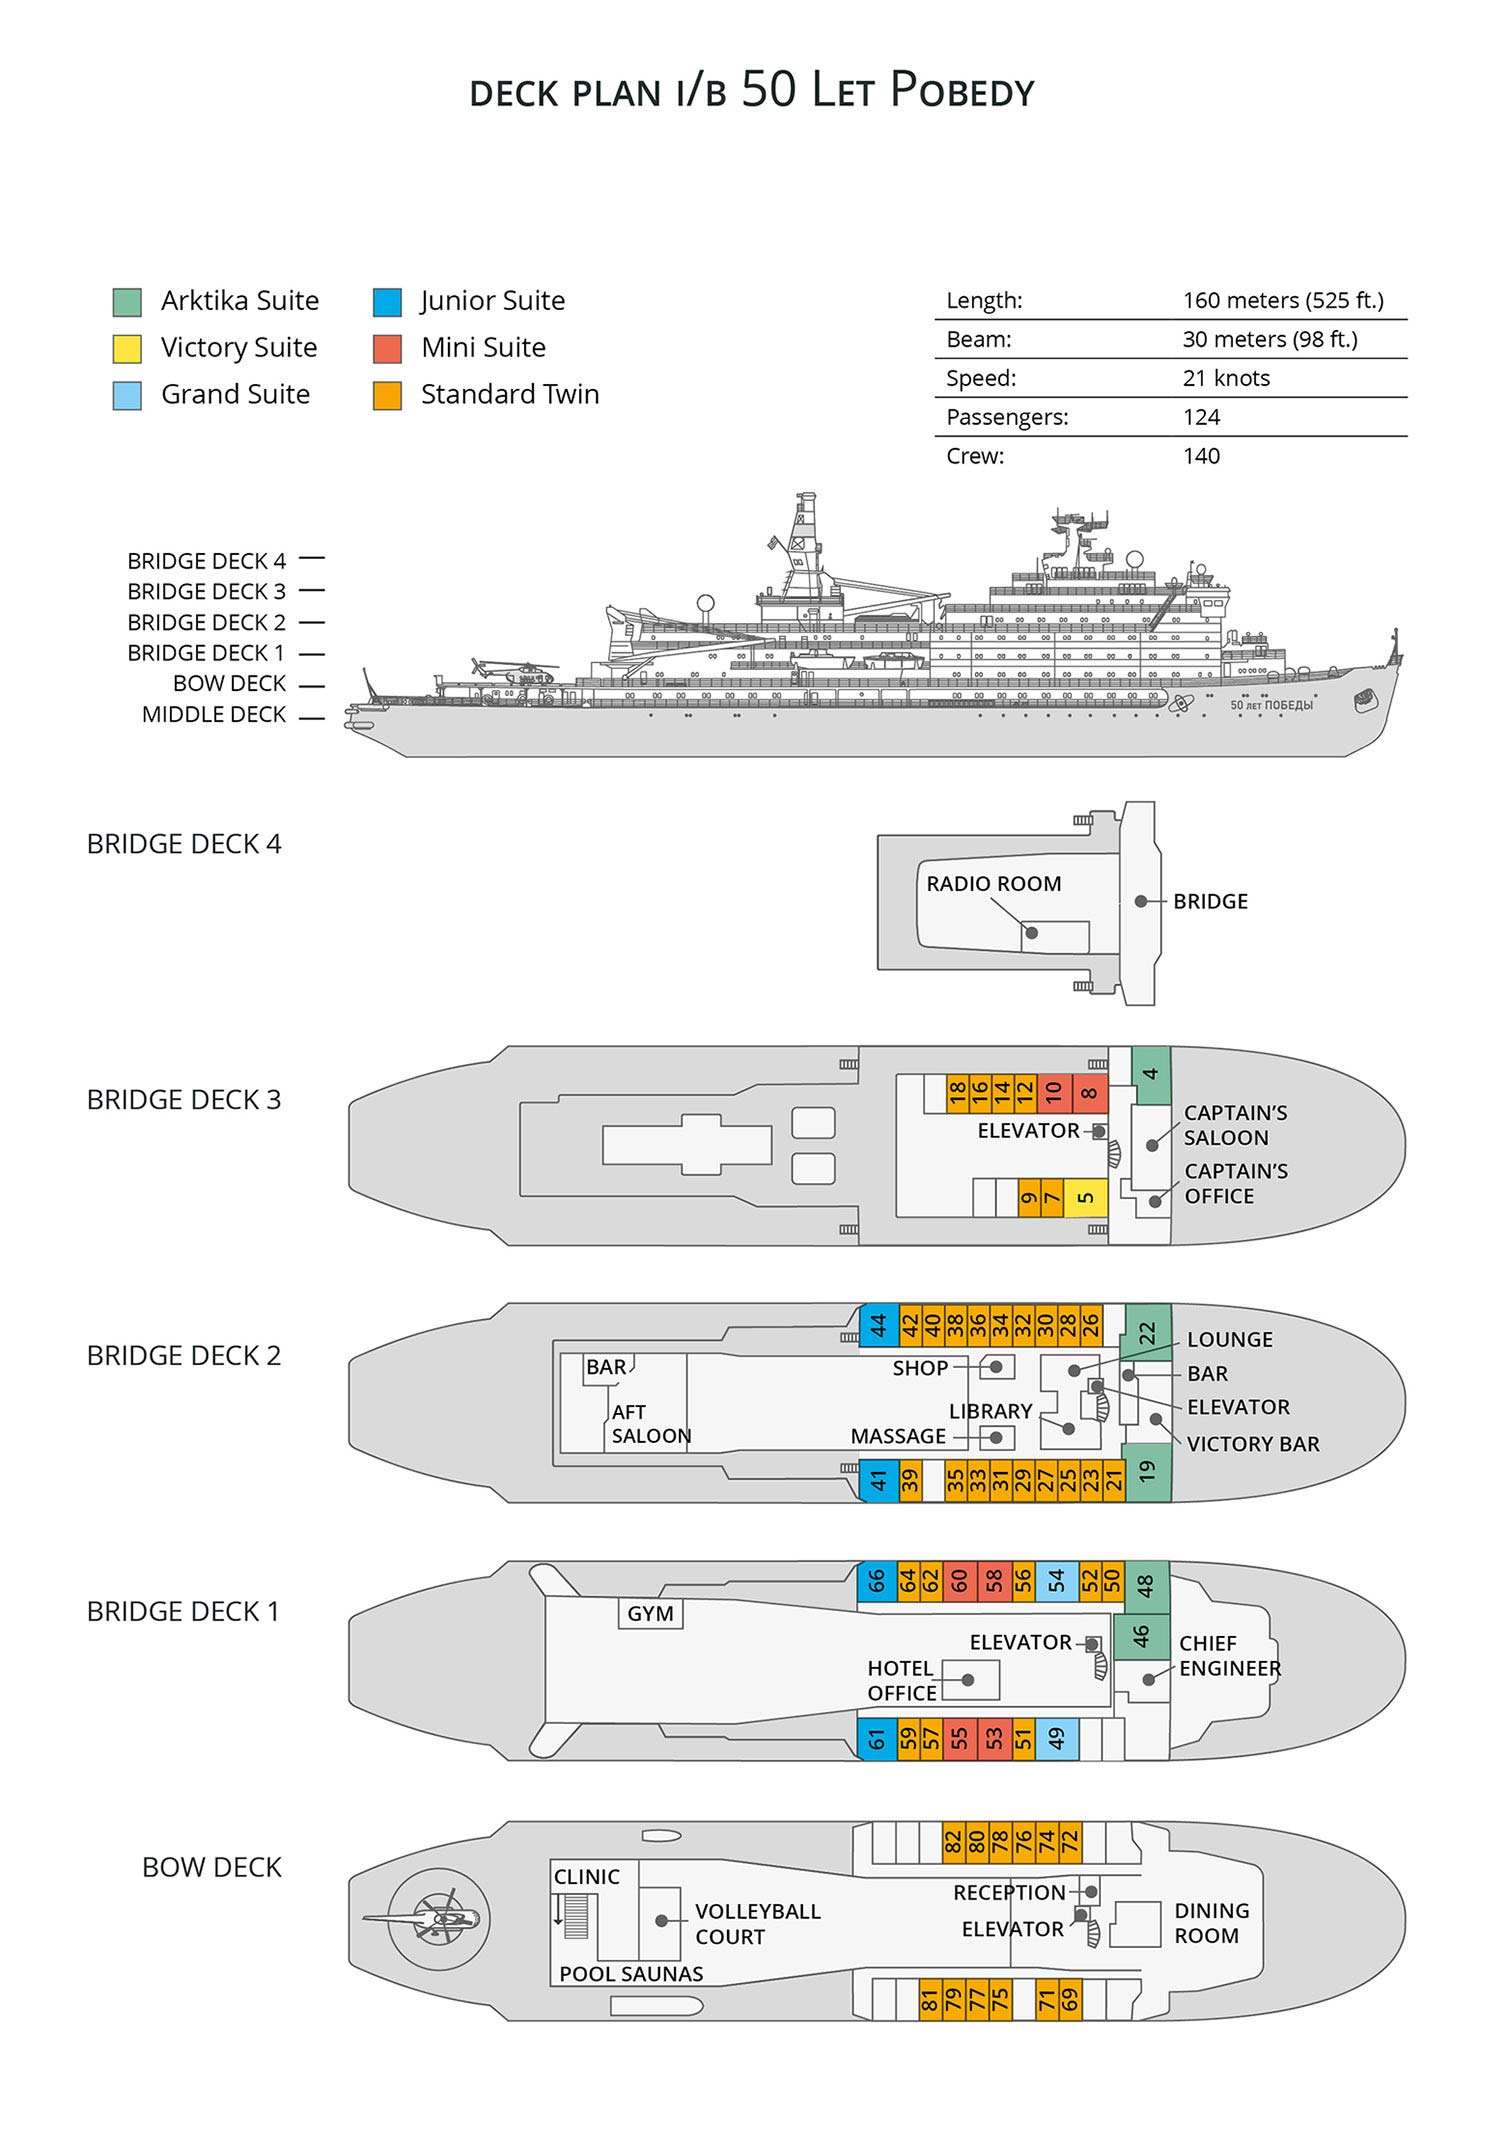 DECK PLAN I/B 50 LET POBEDY
Arktika Suite
Junior Suite
Victory Suite
Mini Suite
Grand Suite
Standard Twin
Length: 160 meters (525 ft.)
Beam: 30 meters (98 ft.)
Speed: 21 knots
Passengers: 124
Crew: 140
BRIDGE DECK 4
BRIDGE DECK 3
BRIDGE DECK 2
BRIDGE DECK 1
BOW DECK
MIDDLE DECK
50 лет ПОБЕДЫ
BRIDGE DECK 4
RADIO ROOM
BRIDGE
BRIDGE DECK 3
18 16 14 12 10 8
4
ELEVATOR
CAPTAIN'S
SALOON
CAPTAIN'S
OFFICE
9 7 5
BRIDGE DECK 2
44 42 40 38 36 34 32 30 28 26
22
BAR
AFT
SALOON
SHOP
LIBRARY
MASSAGE
LOUNGE
BAR
ELEVATOR
VICTORY BAR
41 39 35 33 31 29 27 25 23 21
19
BRIDGE DECK 1
66 64 62 60 58 56 54 52 50
48
46
GYM
ELEVATOR
HOTEL
OFFICE
CHIEF
ENGINEER
61 59 57 55 53 51 49
BOW DECK
82 80 78 76 74 72
CLINIC
VOLLEYBALL
COURT
POOL SAUNAS
RECEPTION
ELEVATOR
DINING
ROOM
81 79 77 75 71 69